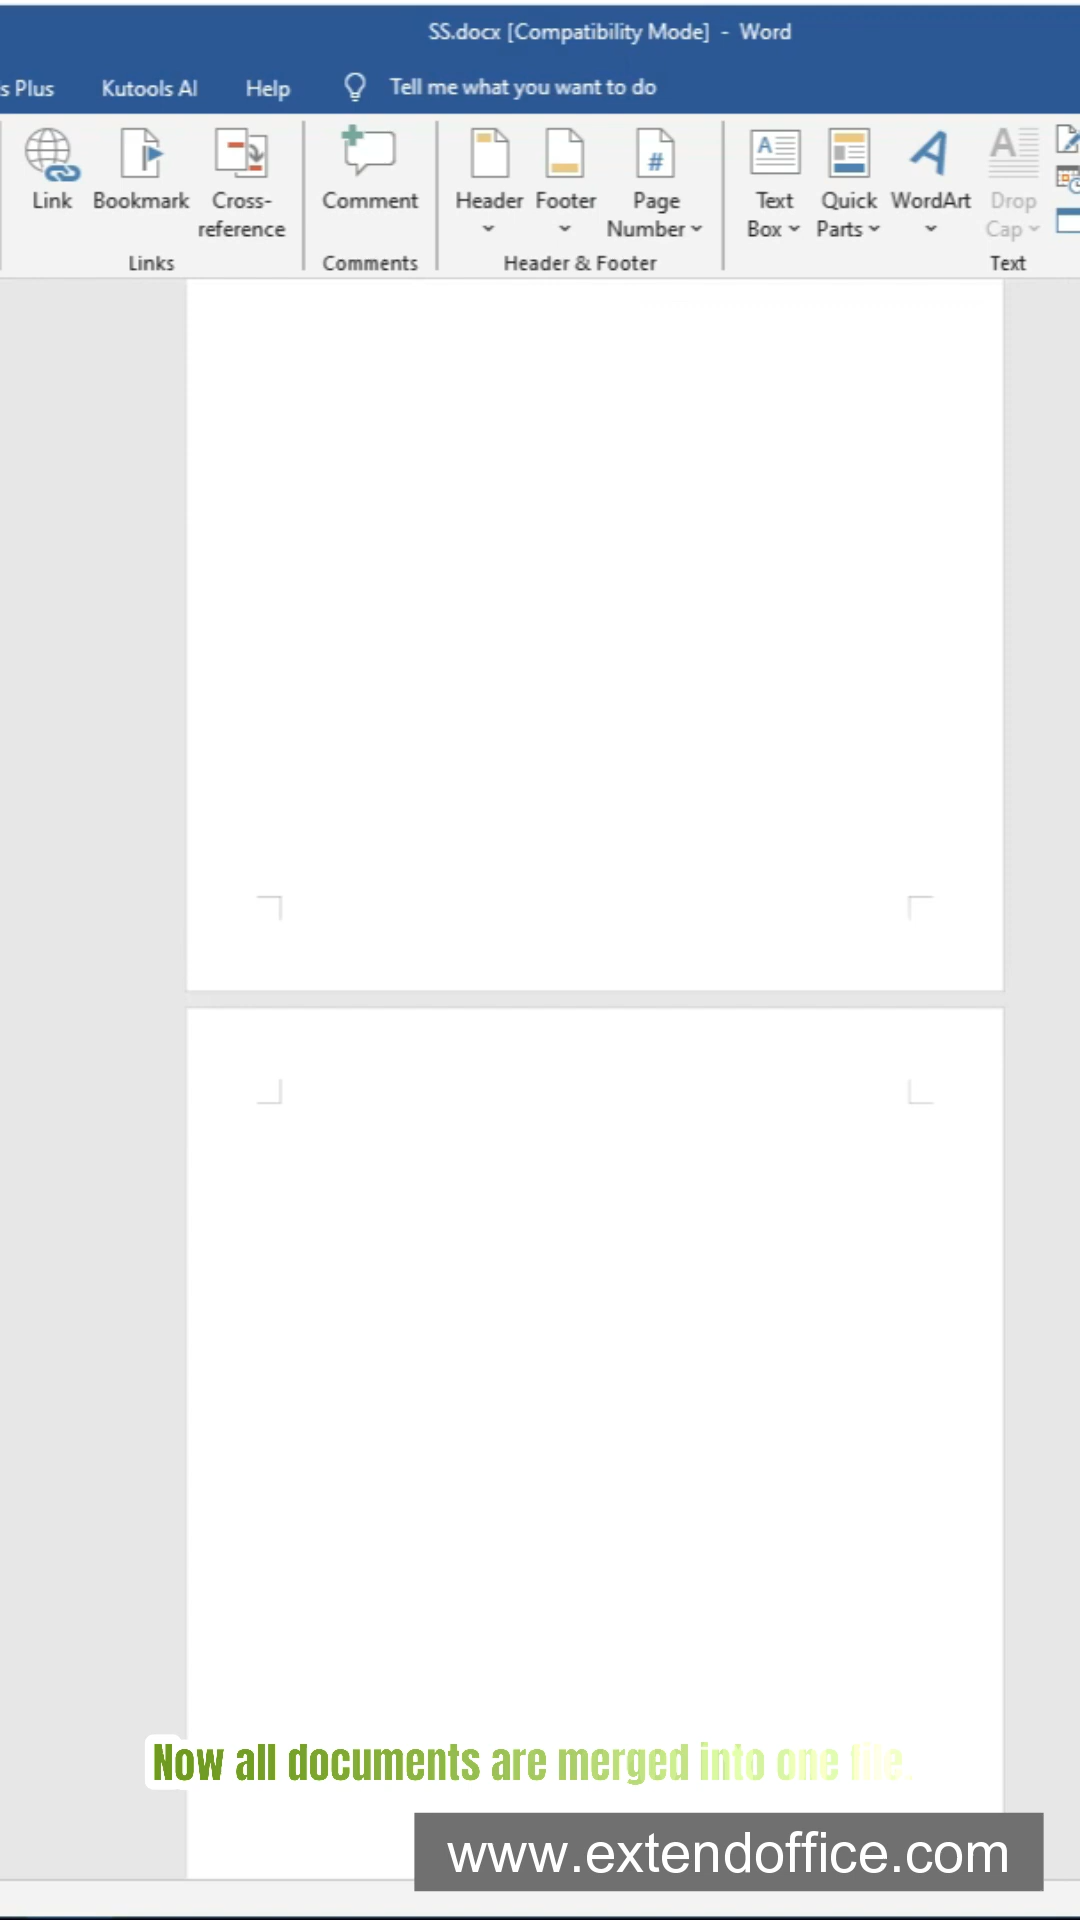 SS.docx [Compatibility Mode] - Word
s Plus Kutools AI Help Tell me what you want to do
Link Bookmark Cross-reference Comment Header Footer Page Number Text Box Quick Parts WordArt Drop Cap
Links Comments Header & Footer Text
Now all documents are merged into one file.
www.extendoffice.com